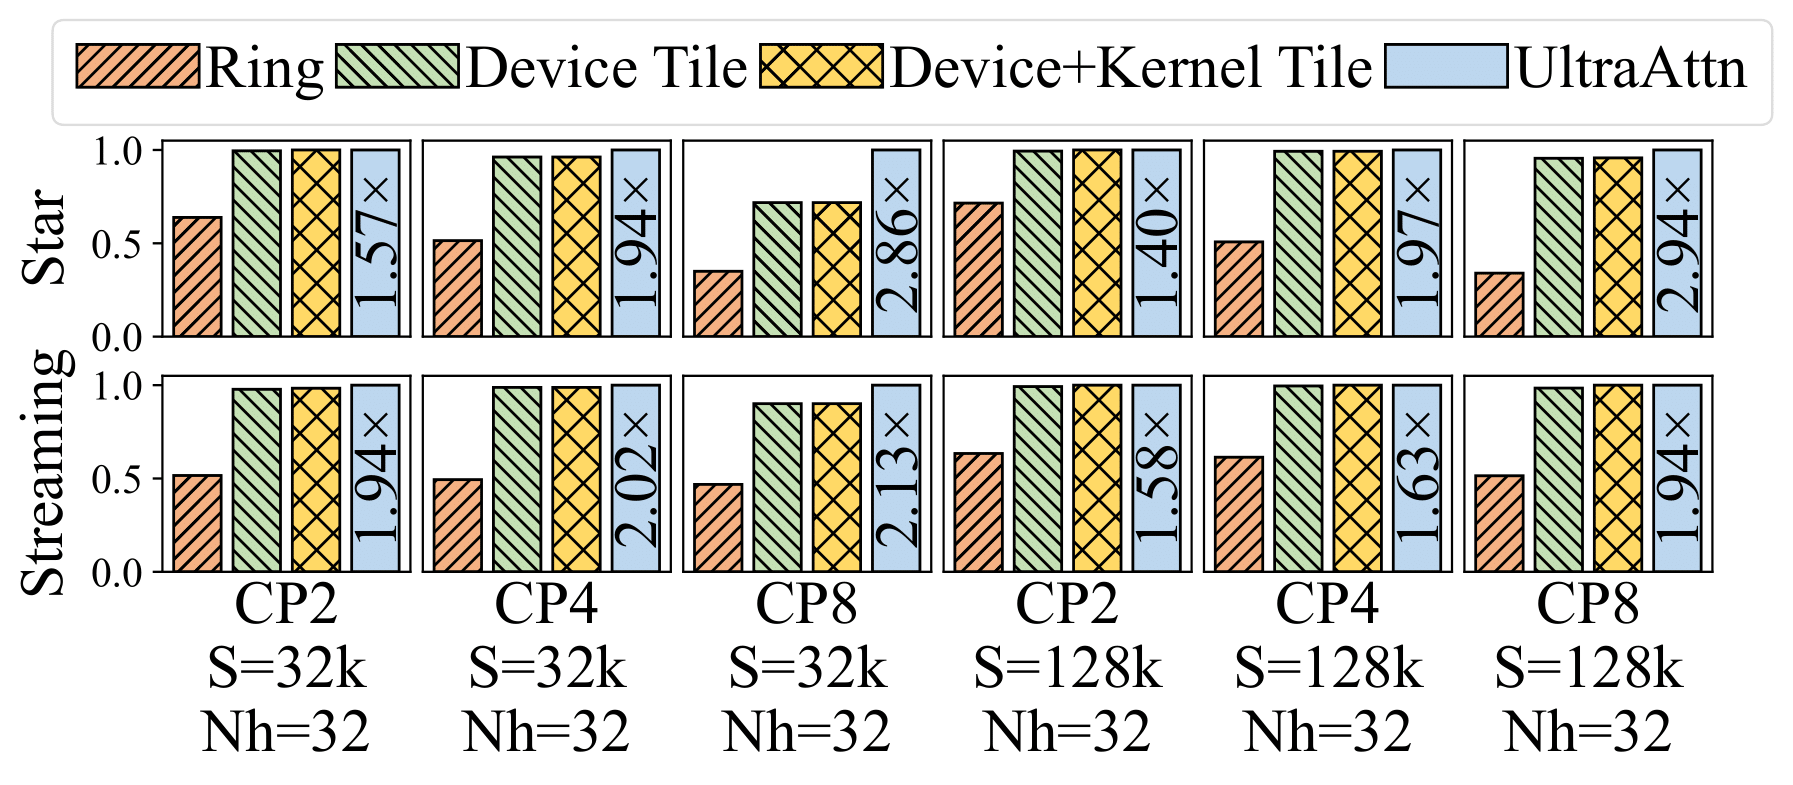 Ring Device Tile Device+Kernel Tile UltraAttn
Star
1.0
0.5
0.0
1.57× 1.94× 2.86× 1.40× 1.97× 2.94×
Streaming
1.0
0.5
0.0
1.94× 2.02× 2.13× 1.58× 1.63× 1.94×
CP2 CP4 CP8 CP2 CP4 CP8
S=32k S=32k S=32k S=128k S=128k S=128k
Nh=32 Nh=32 Nh=32 Nh=32 Nh=32 Nh=32